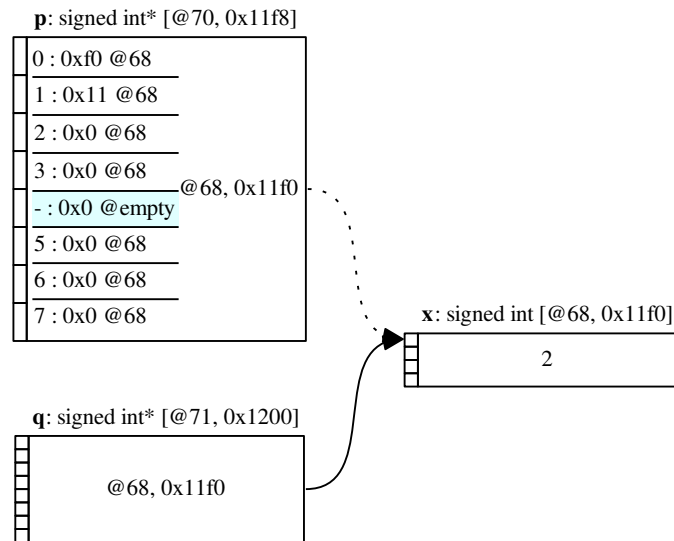 p: signed int* [@70, 0x11f8]
0 : 0xf0 @68
1 : 0x11 @68
2 : 0x0 @68
3 : 0x0 @68
@68, 0x11f0
- : 0x0 @empty
5 : 0x0 @68
6 : 0x0 @68
7 : 0x0 @68
x: signed int [@68, 0x11f0]
2
q: signed int* [@71, 0x1200]
@68, 0x11f0